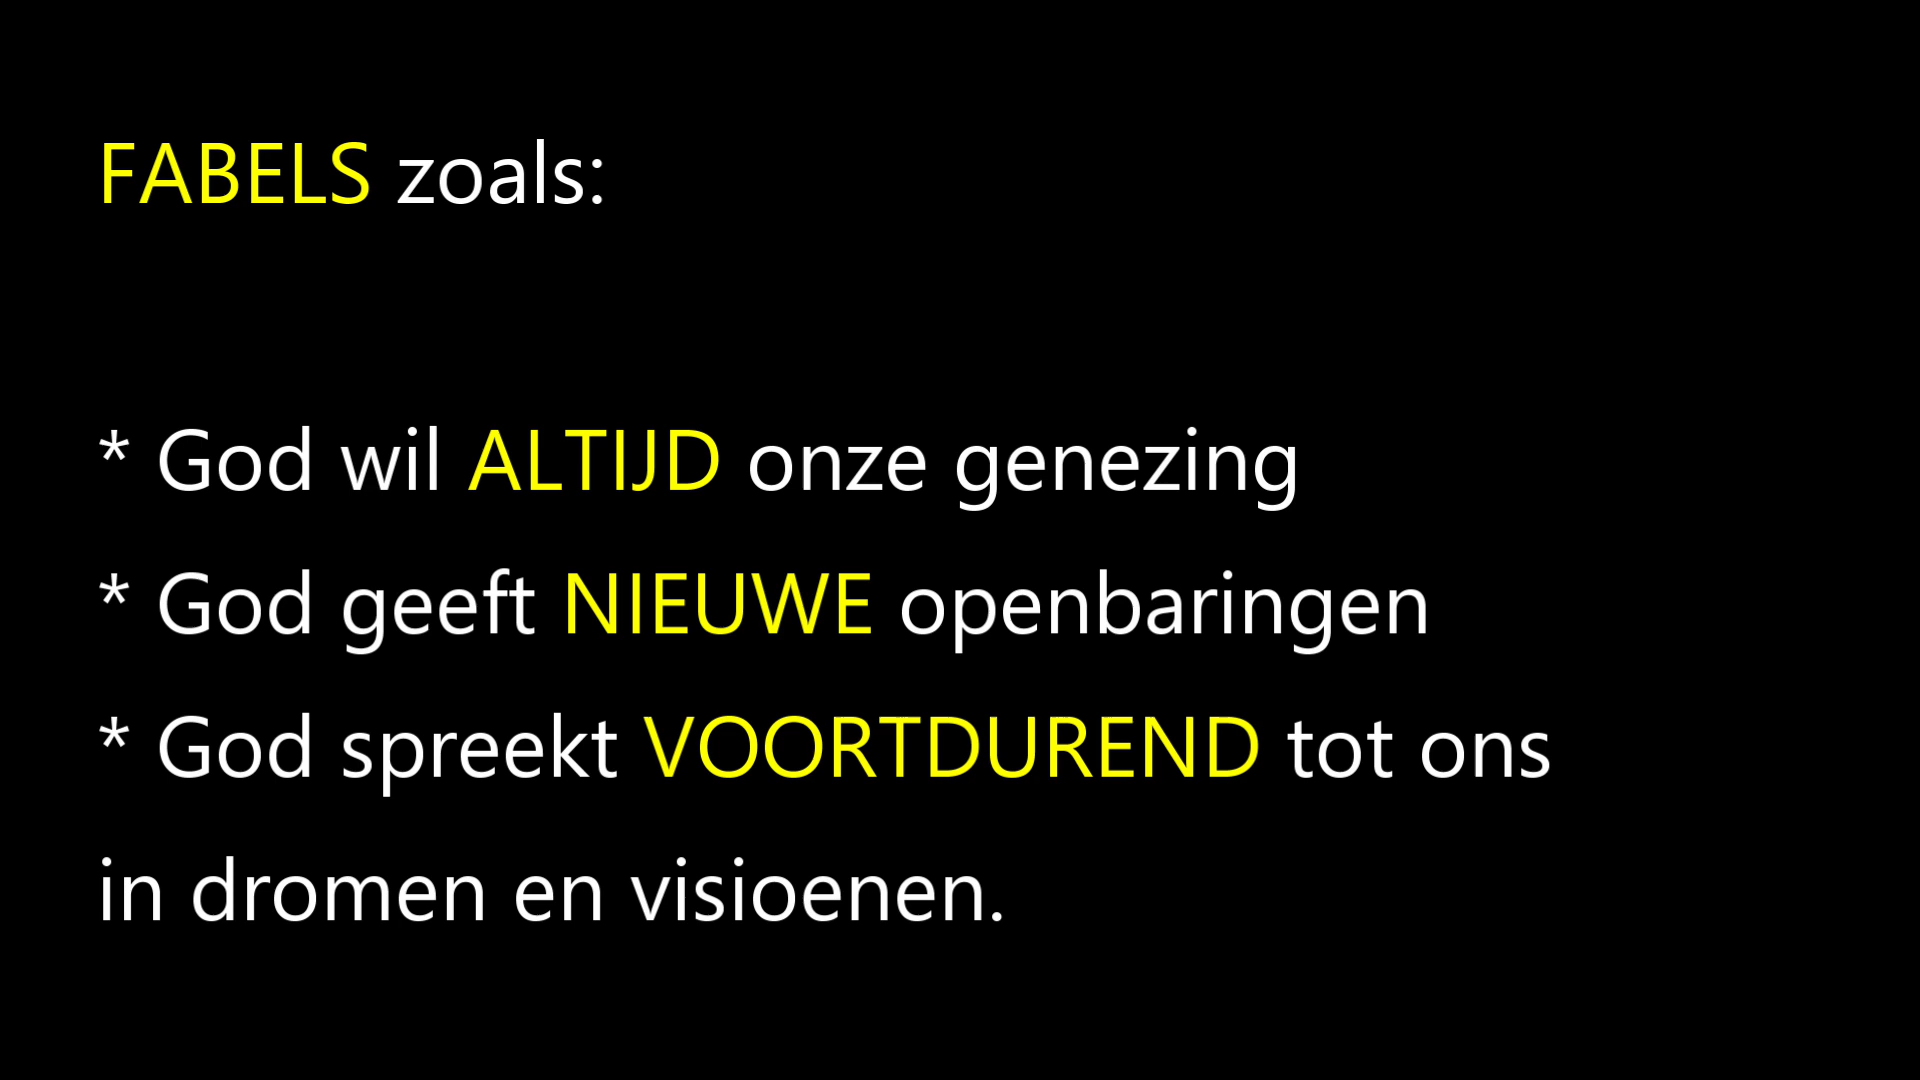 FABELS zoals:
* God wil ALTIJD onze genezing
* God geeft NIEUWE openbaringen
* God spreekt VOORTDUREND tot ons
in dromen en visioenen.